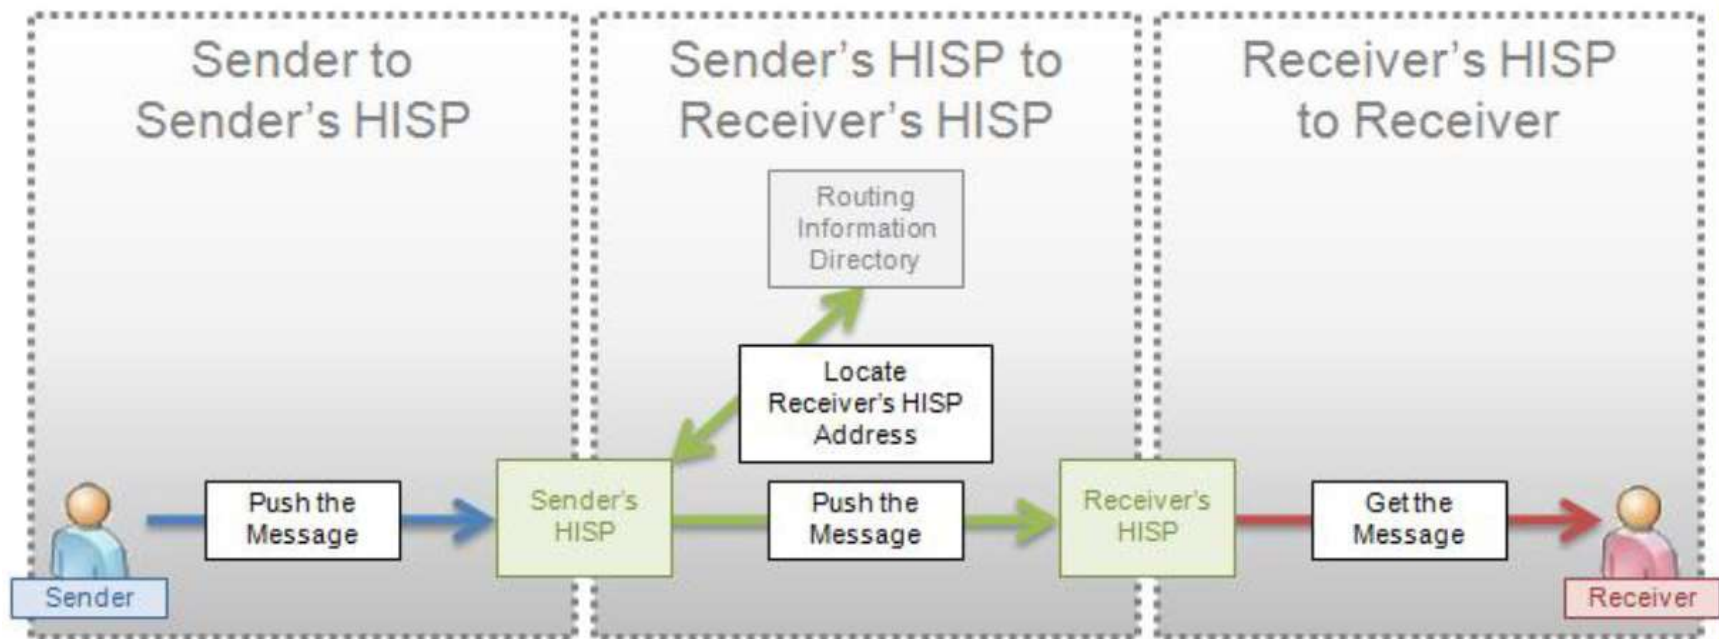 Sender to
Sender's HISP
Sender's HISP to
Receiver's HISP
Receiver's HISP
to Receiver
Routing
Information
Directory
Locate
Receiver's HISP
Address
Push the
Message
Sender's
HISP
Push the
Message
Receiver's
HISP
Get the
Message
Sender
Receiver